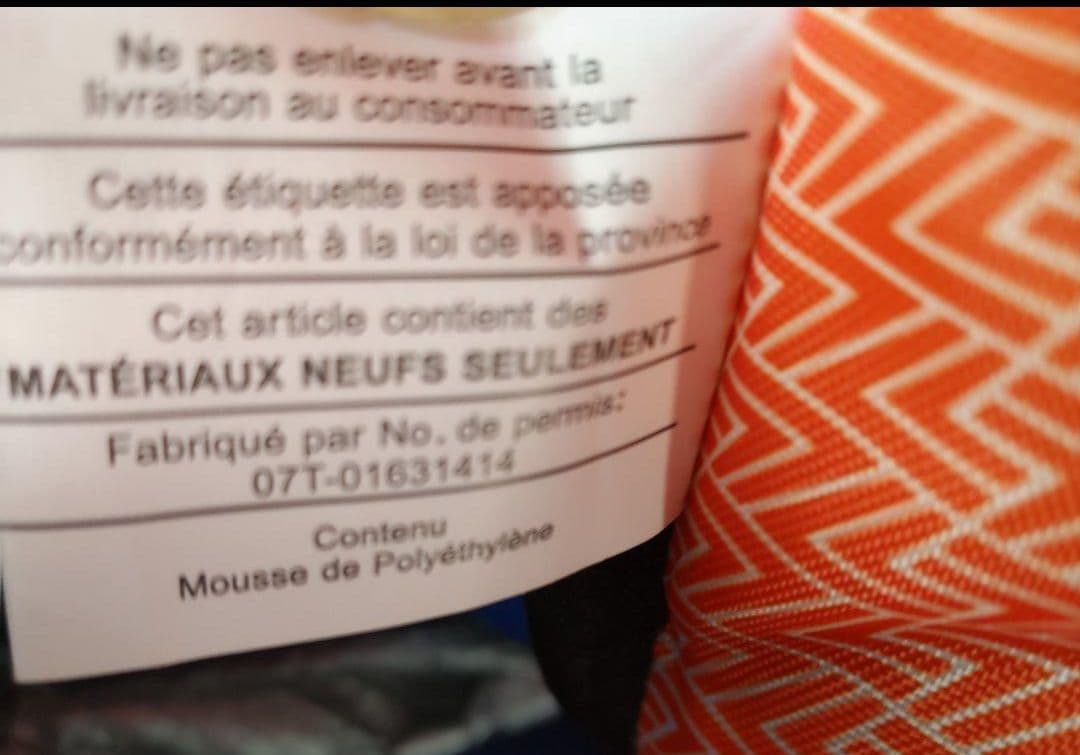 Ne pas enlever avant la
livraison au consommateur
Cette étiquette est apposée
conformément à la loi de la province
Cet article contient des
MATÉRIAUX NEUFS SEULEMENT
Fabriqué par No. de permis:
07T-01631414
Contenu
Mousse de Polyéthylène